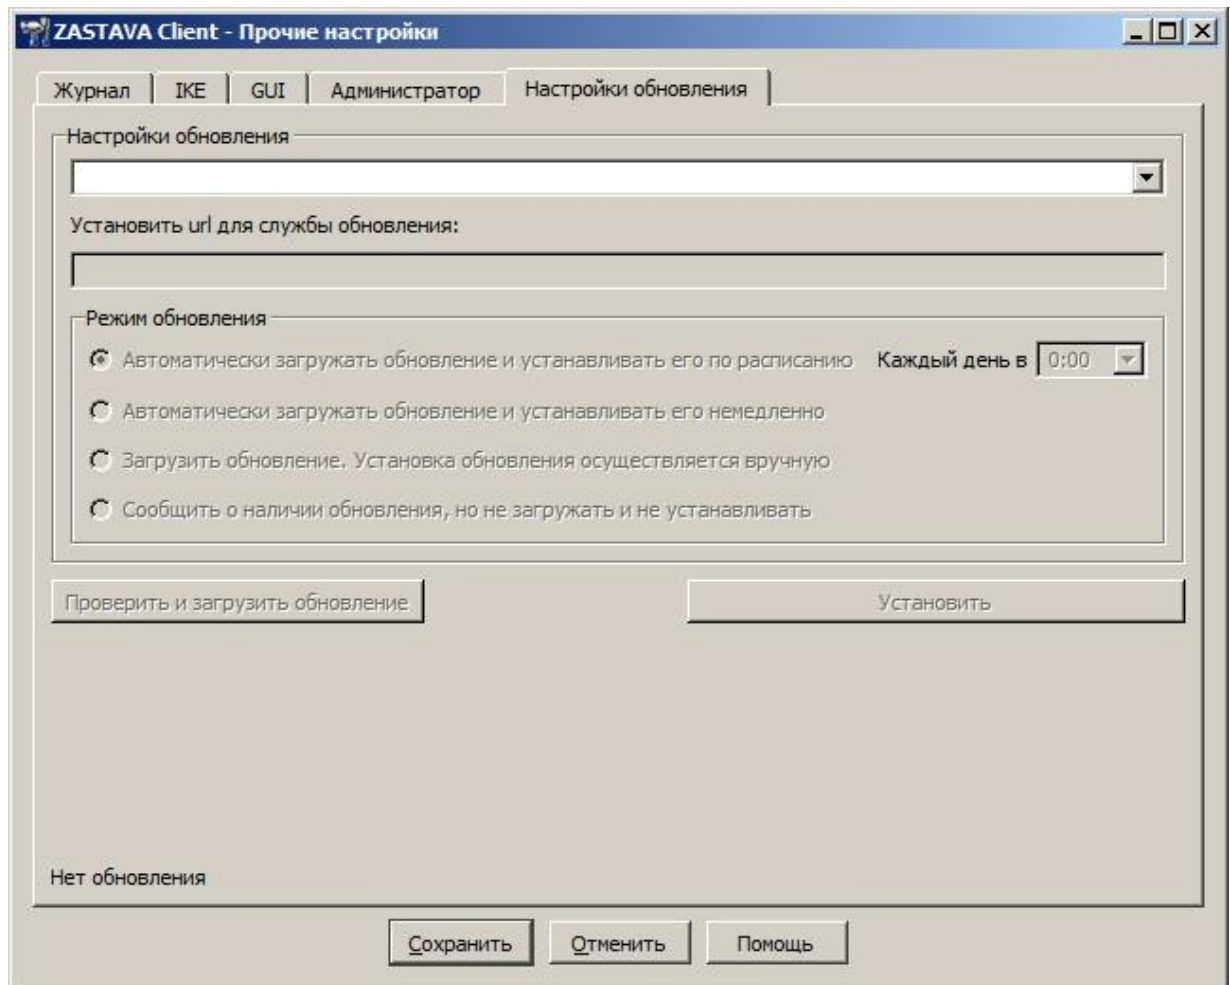 ZASTAVA Client - Прочие настройки
Журнал IKE GUI Администратор Настройки обновления
Настройки обновления
Установить url для службы обновления:
Режим обновления
Автоматически загружать обновление и устанавливать его по расписанию Каждый день в 0:00
Автоматически загружать обновление и устанавливать его немедленно
Загрузить обновление. Установка обновления осуществляется вручную
Сообщить о наличии обновления, но не загружать и не устанавливать
Проверить и загрузить обновление Установить
Нет обновления
Сохранить Отменить Помощь